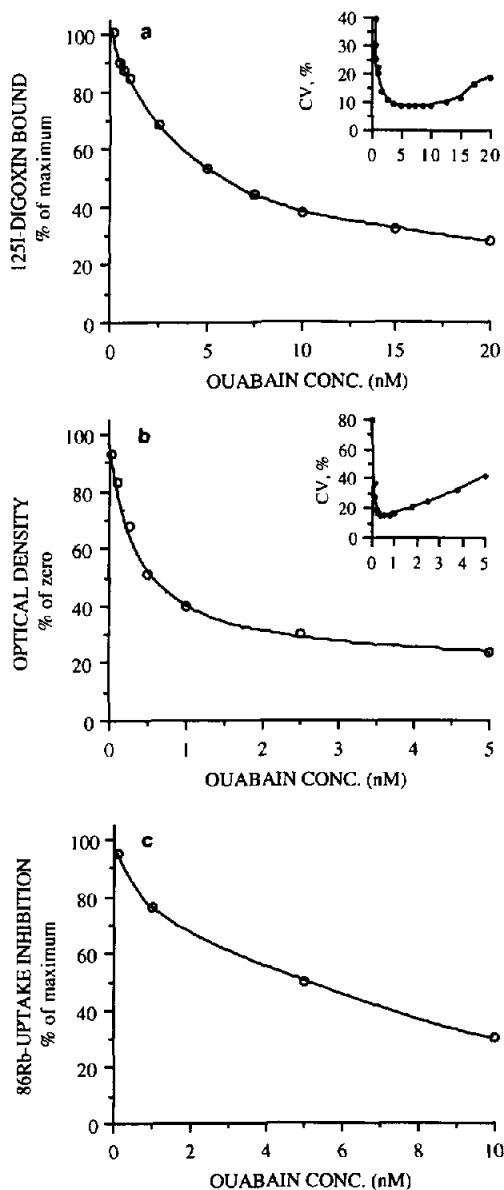 a
125I-DIGOXIN BOUND
% of maximum
100
80
60
40
20
0
0 5 10 15 20
OUABAIN CONC. (nM)
CV, %
40
30
20
10
0
0 5 10 15 20
b
OPTICAL DENSITY
% of zero
100
80
60
40
20
0
0 1 2 3 4 5
OUABAIN CONC. (nM)
CV, %
80
60
40
20
0
0 1 2 3 4 5
c
86Rb-UPTAKE INHIBITION
% of maximum
100
80
60
40
20
0
0 2 4 6 8 10
OUABAIN CONC. (nM)